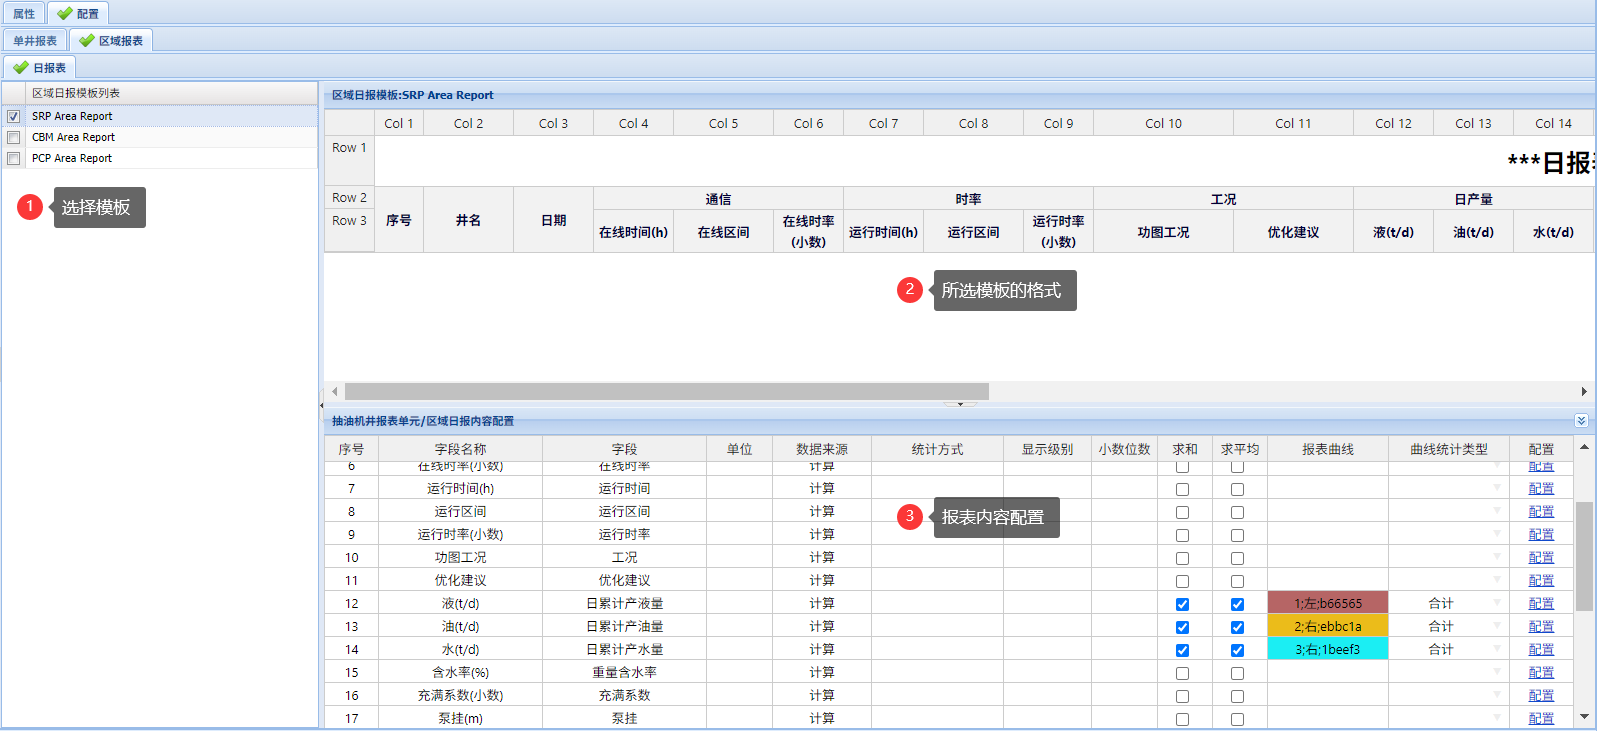 属性 配置
单井报表 区域报表
日报表
区域日报模板列表
SRP Area Report
CBM Area Report
PCP Area Report
1 选择模板
区域日报模板:SRP Area Report
Col 1 Col 2 Col 3 Col 4 Col 5 Col 6 Col 7 Col 8 Col 9 Col 10 Col 11 Col 12 Col 13 Col 14
Row 1 ***日报
Row 2 通信 时率 工况 日产量
Row 3 序号 井名 日期 在线时间(h) 在线区间 在线时率(小数) 运行时间(h) 运行区间 运行时率(小数) 功图工况 优化建议 液(t/d) 油(t/d) 水(t/d)
2 所选模板的格式
抽油机井报表单元/区域日报内容配置
序号 字段名称 字段 单位 数据来源 统计方式 显示级别 小数位数 求和 求平均 报表曲线 曲线统计类型 配置
6 在线时率(小数) 在线时率 计算 配置
7 运行时间(h) 运行时间 计算 配置
8 运行区间 运行区间 计算 配置
9 运行时率(小数) 运行时率 计算 配置
10 功图工况 工况 计算 配置
11 优化建议 优化建议 计算 配置
12 液(t/d) 日累计产液量 计算 1;左;b66565 合计 配置
13 油(t/d) 日累计产油量 计算 2;右;ebbc1a 合计 配置
14 水(t/d) 日累计产水量 计算 3;右;1beef3 合计 配置
15 含水率(%) 重量含水率 计算 配置
16 充满系数(小数) 充满系数 计算 配置
17 泵挂(m) 泵挂 计算 配置
3 报表内容配置